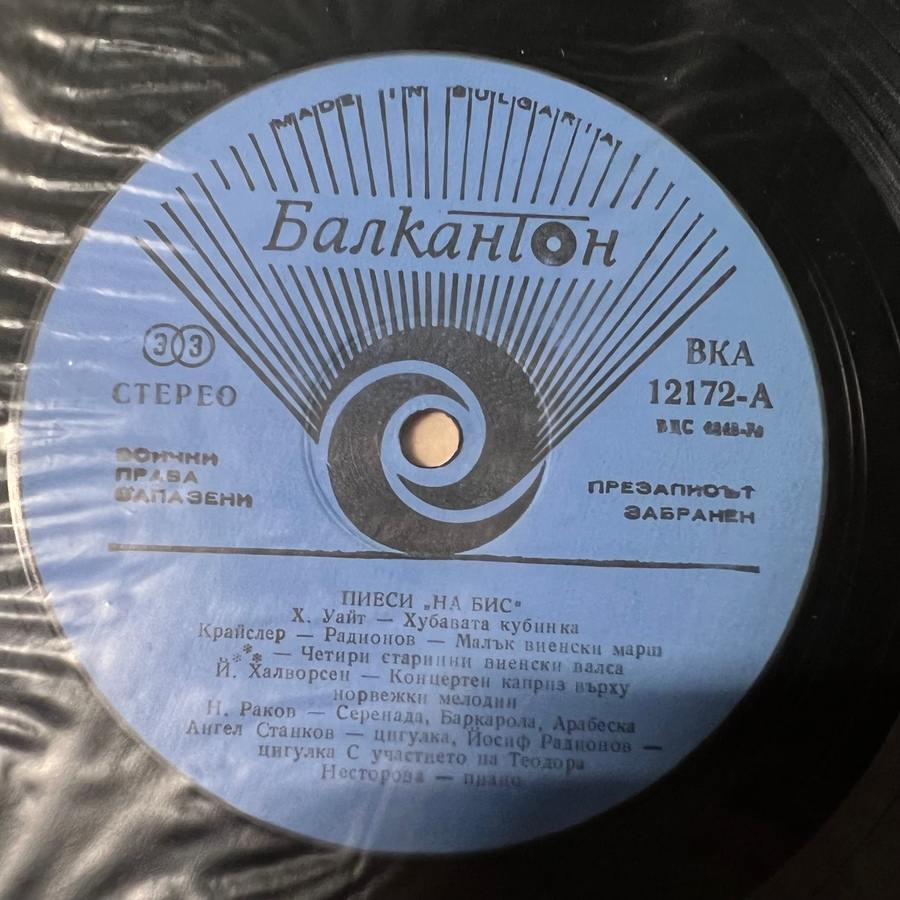 MADE IN BULGARIA
Балкантон
33
СТЕРЕО
ВСИЧКИ
ПРАВА
ЗАПАЗЕНИ
ВКА
12172-А
ПРЕЗАПИСЪТ
ЗАБРАНЕН
ПИЕСИ „НА БИС"
Х. Уайт — Хубавата кубинка
Крайслер — Радионов — Малък виенски марш
*** — Четири старинни виенски валса
Й. Халворсен — Концертен каприз върху
норвежки мелодии
Н. Раков — Серенада, Баркарола, Арабеска
Ангел Станков — цигулка, Йосиф Радионов —
цигулка С участието на Теодора
Несторова — пиано